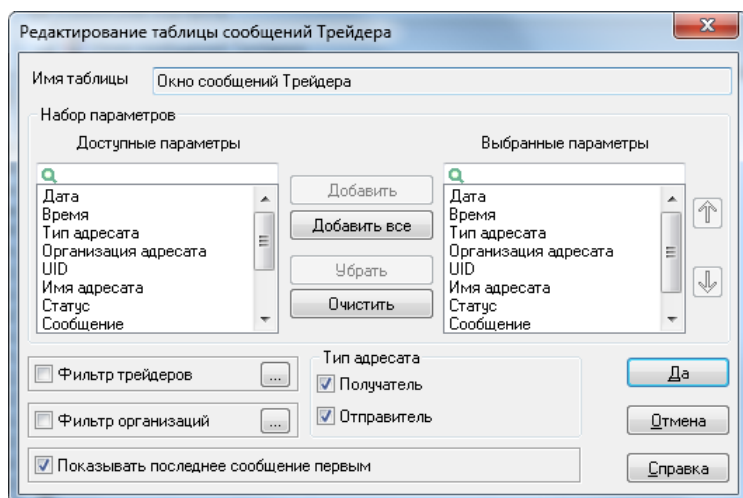 Редактирование таблицы сообщений Трейдера
Имя таблицы Окно сообщений Трейдера
Набор параметров
Доступные параметры
Выбранные параметры
Дата
Время
Тип адресата
Организация адресата
UID
Имя адресата
Статус
Сообщение
Добавить
Добавить все
Убрать
Очистить
Дата
Время
Тип адресата
Организация адресата
UID
Имя адресата
Статус
Сообщение
Фильтр трейдеров ...
Фильтр организаций ...
Тип адресата
Получатель
Отправитель
Показывать последнее сообщение первым
Да
Отмена
Справка